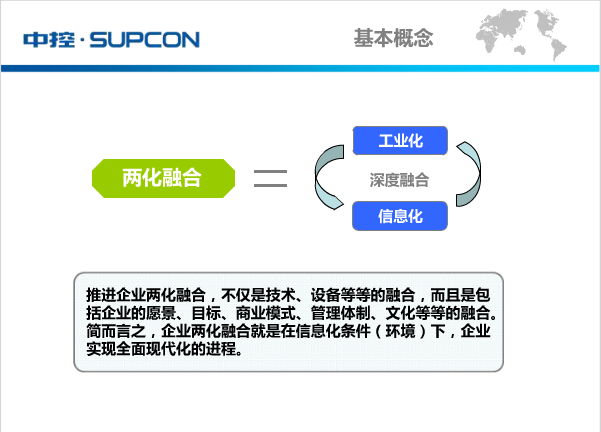 中控·SUPCON
基本概念
两化融合
工业化
深度融合
信息化
推进企业两化融合，不仅是技术、设备等等的融合，而且是包
括企业的愿景、目标、商业模式、管理体制、文化等等的融合。
简而言之，企业两化融合就是在信息化条件（环境）下，企业
实现全面现代化的进程。